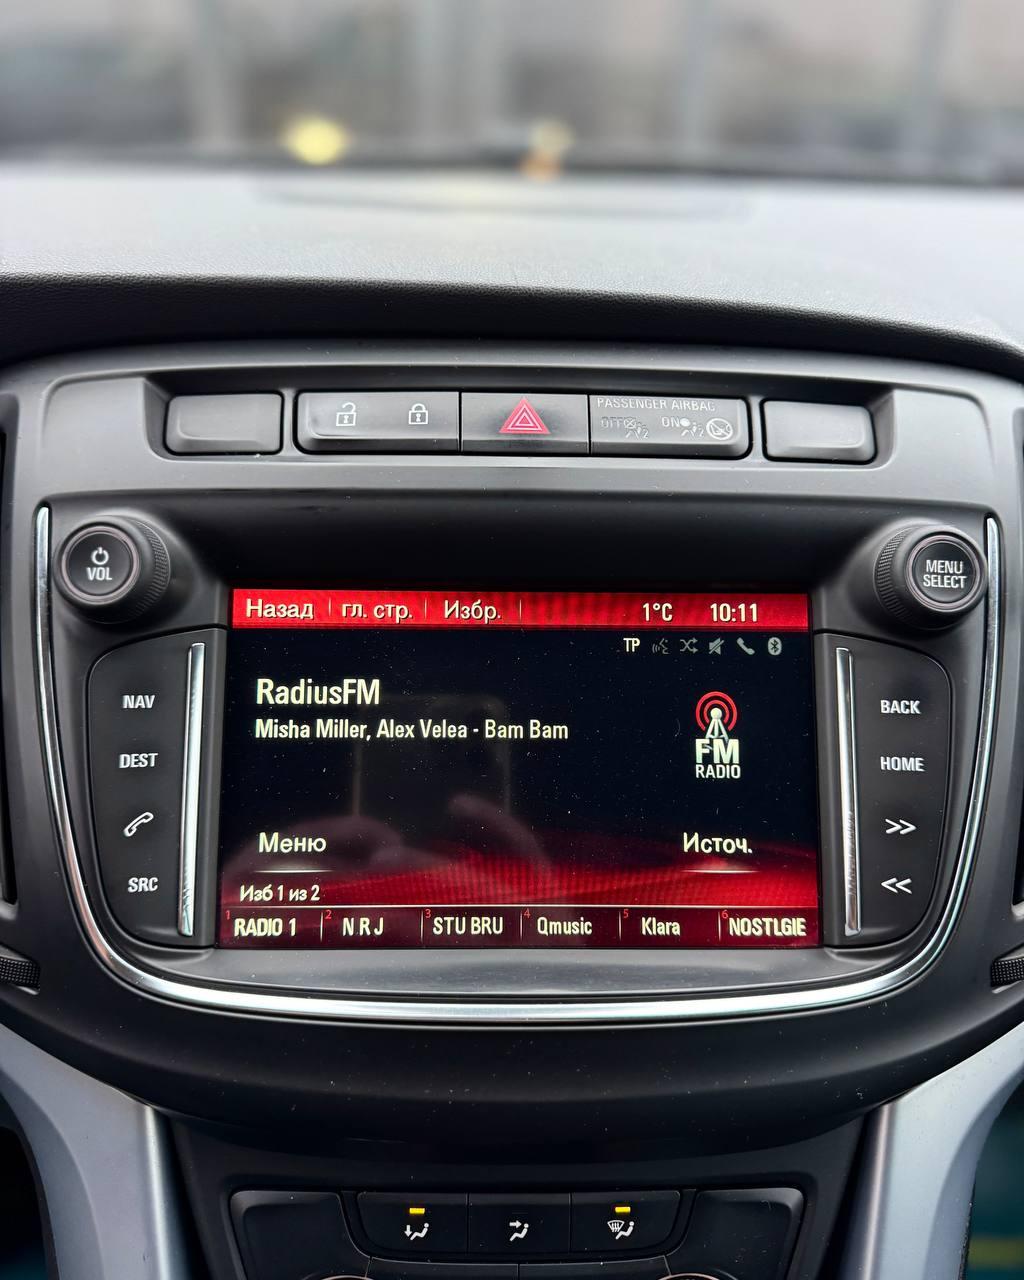 PASSENGER AIRBAG
OFF ON
VOL
MENU
SELECT
Назад гл. стр. Избр. 1°C 10:11
TP
NAV
RadiusFM
BACK
Misha Miller, Alex Velea - Bam Bam
DEST
FM
RADIO
HOME
Меню Источ.
SRC
Изб 1 из 2
1 RADIO 1 2 NRJ 3 STU BRU 4 Qmusic 5 Klara 6 NOSTLGIE